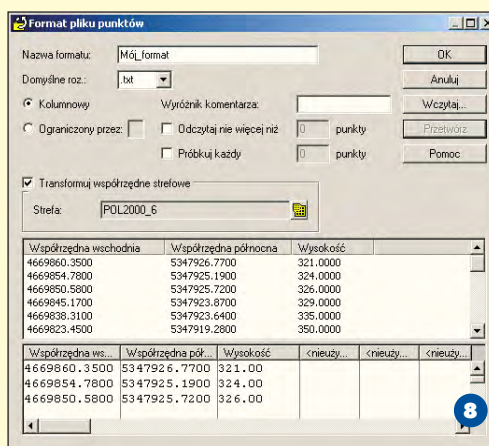 Format pliku punktów
Nazwa formatu: Mój_format OK
Domyślne roz.: .txt Anuluj
Kolumnowy Wyróżnik komentarza: Wczytaj...
Ograniczony przez: Odczytaj nie więcej niż 0 punkty Przetwórz
Próbkuj każdy 0 punkty Pomoc
Transformuj współrzędne strefowe
Strefa: POL2000_6
Współrzędna wschodnia Współrzędna północna Wysokość
4669860.3500 5347926.7700 321.0000
4669854.7800 5347925.1900 324.0000
4669850.5800 5347925.7200 326.0000
4669845.1700 5347923.8700 329.0000
4669838.3100 5347923.6400 335.0000
4669823.4500 5347919.2800 350.0000
Współrzędna ws... Współrzędna pół... Wysokość <nieuży... <nieuży... <nieuży...
4669860.3500 5347926.7700 321.00
4669854.7800 5347925.1900 324.00
4669850.5800 5347925.7200 326.00
8